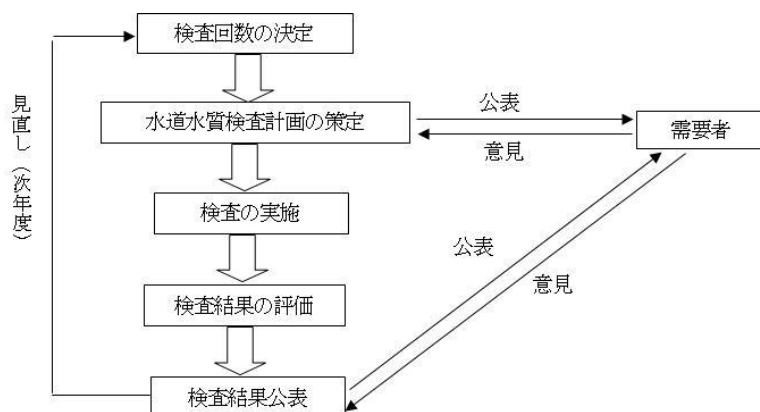 検査回数の決定
水道水質検査計画の策定
公表
意見
需要者
検査の実施
公表
意見
検査結果の評価
検査結果公表
見直し（次年度）